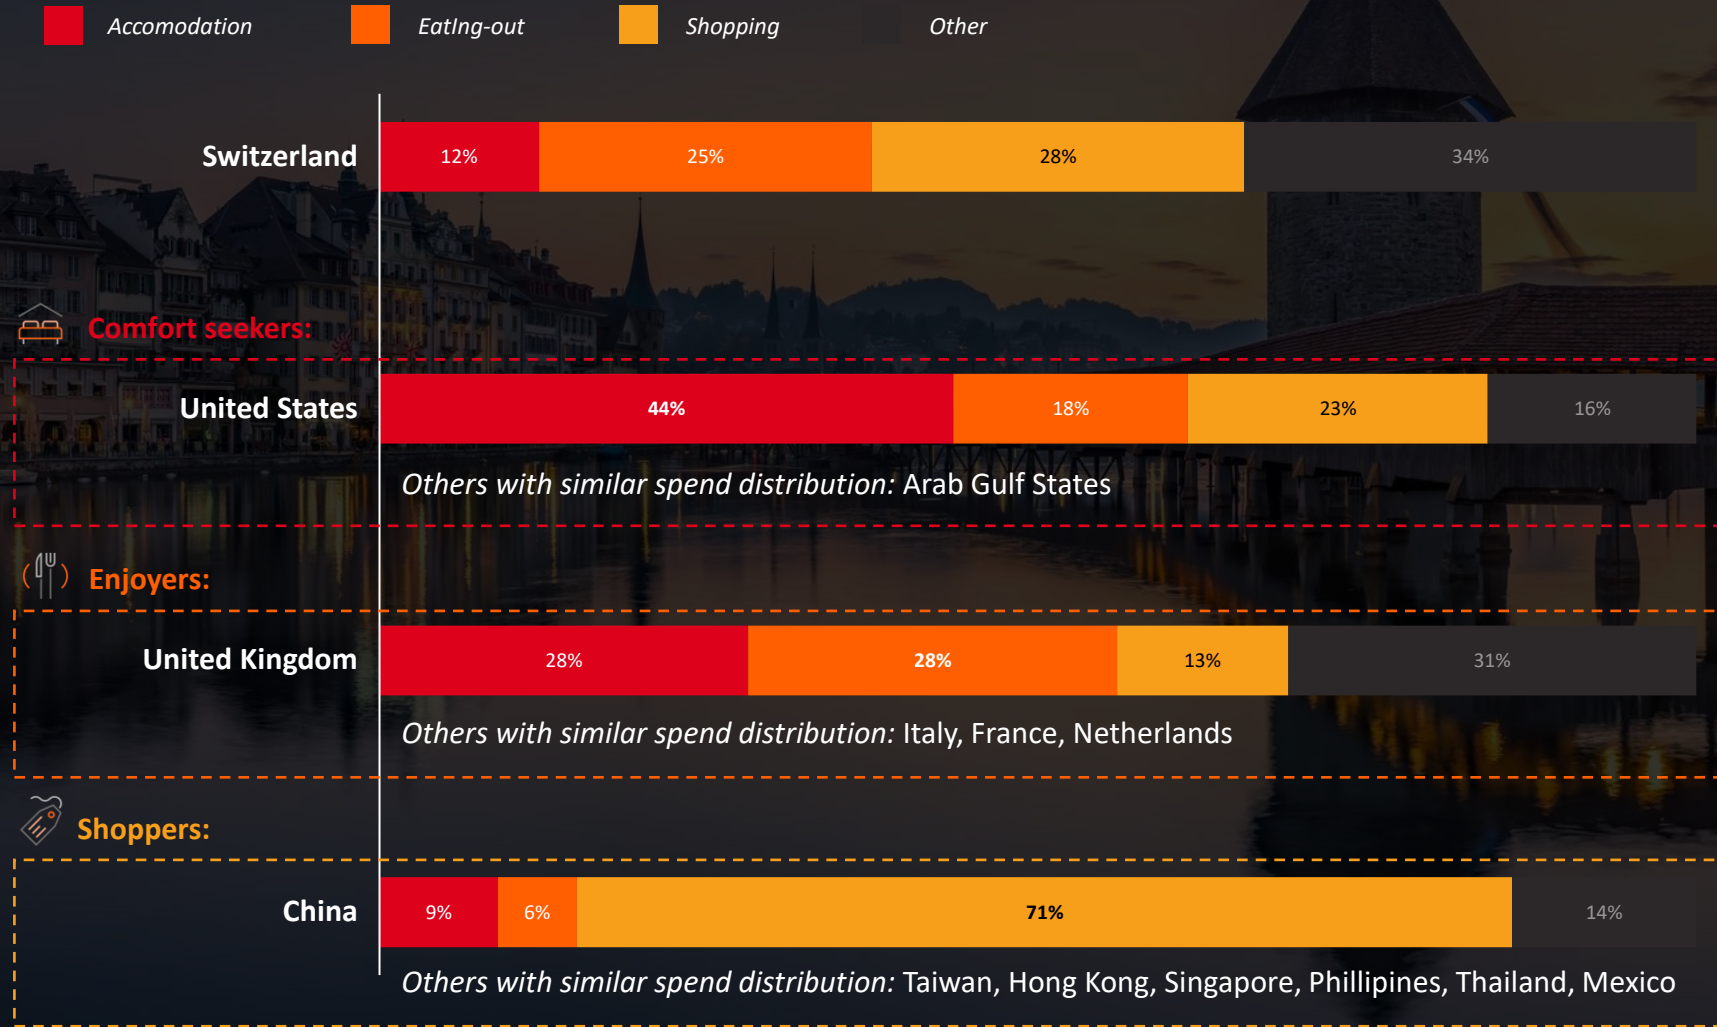 Accomodation EatIng-out Shopping Other
Switzerland 12% 25% 28% 34%
Comfort seekers:
United States 44% 18% 23% 16%
Others with similar spend distribution: Arab Gulf States
Enjoyers:
United Kingdom 28% 28% 13% 31%
Others with similar spend distribution: Italy, France, Netherlands
Shoppers:
China 9% 6% 71% 14%
Others with similar spend distribution: Taiwan, Hong Kong, Singapore, Phillipines, Thailand, Mexico